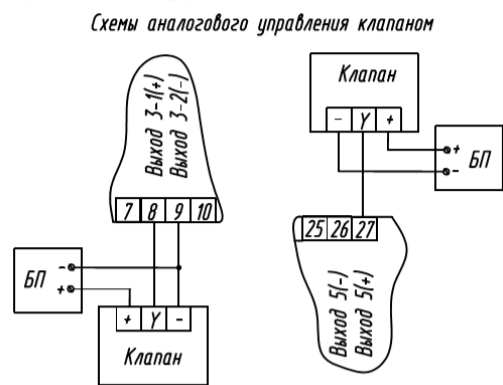 Схемы аналогового управления клапаном
Выход 3-1(+)
Выход 3-2(-)
7 8 9 10
БП
-
+
+ Y -
Клапан
Клапан
- Y +
+
-
БП
25 26 27
Выход 5(-)
Выход 5(+)